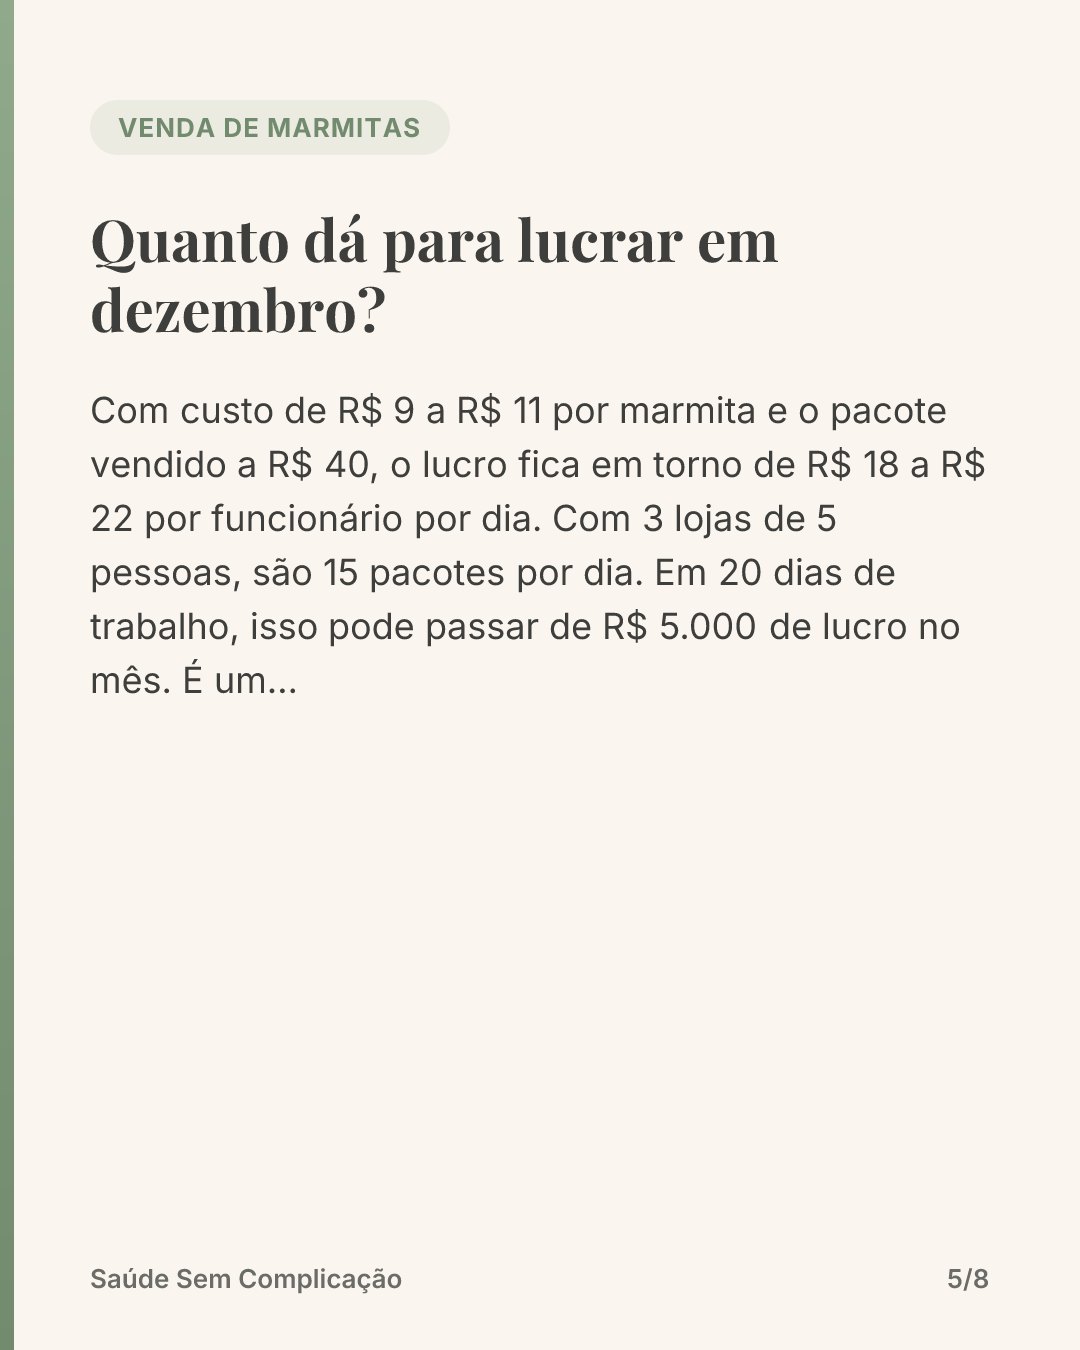 VENDA DE MARMITAS
Quanto dá para lucrar em
dezembro?
Com custo de R$ 9 a R$ 11 por marmita e o pacote
vendido a R$ 40, o lucro fica em torno de R$ 18 a R$
22 por funcionário por dia. Com 3 lojas de 5
pessoas, são 15 pacotes por dia. Em 20 dias de
trabalho, isso pode passar de R$ 5.000 de lucro no
mês. É um...
Saúde Sem Complicação
5/8